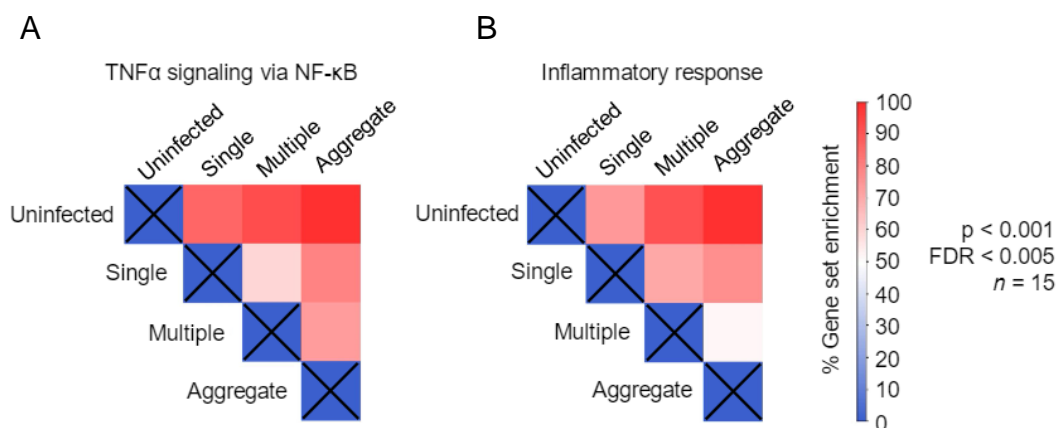 A
TNFα signaling via NF-κB
Uninfected
Single
Multiple
Aggregate
Uninfected
Single
Multiple
Aggregate
B
Inflammatory response
Uninfected
Single
Multiple
Aggregate
Uninfected
Single
Multiple
Aggregate
% Gene set enrichment
100
90
80
70
60
50
40
30
20
10
0
p < 0.001
FDR < 0.005
n = 15